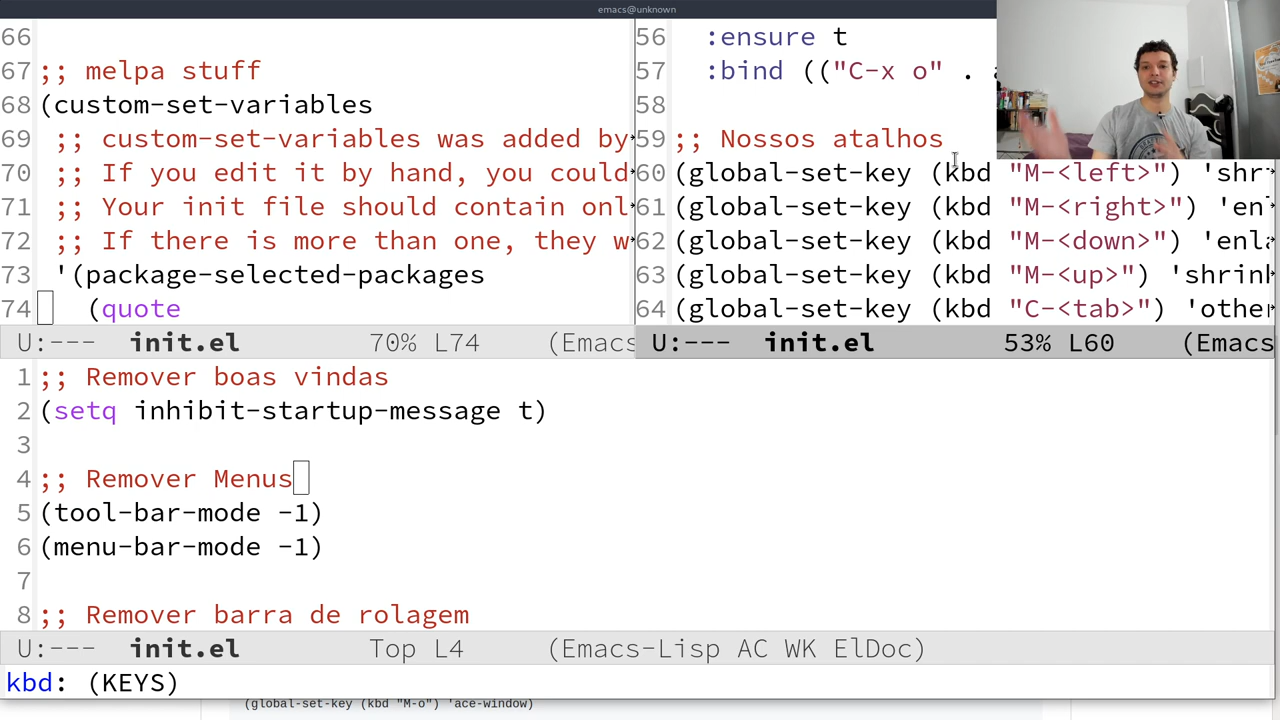 emacs@unknown
66
67 ;; melpa stuff
68 (custom-set-variables
69 ;; custom-set-variables was added by
70 ;; If you edit it by hand, you could
71 ;; Your init file should contain onl
72 ;; If there is more than one, they w
73 '(package-selected-packages
74 (quote
U:--- init.el 70% L74 (Emacs
56 :ensure t
57 :bind (("C-x o" . a
58
59 ;; Nossos atalhos
60 (global-set-key (kbd "M-<left>") 'shr
61 (global-set-key (kbd "M-<right>") 'en
62 (global-set-key (kbd "M-<down>") 'enla
63 (global-set-key (kbd "M-<up>") 'shrink
64 (global-set-key (kbd "C-<tab>") 'other
U:--- init.el 53% L60 (Emacs
1 ;; Remover boas vindas
2 (setq inhibit-startup-message t)
3
4 ;; Remover Menus
5 (tool-bar-mode -1)
6 (menu-bar-mode -1)
7
8 ;; Remover barra de rolagem
U:--- init.el Top L4 (Emacs-Lisp AC WK ElDoc)
kbd: (KEYS)
(global-set-key (kbd "M-o") 'ace-window)